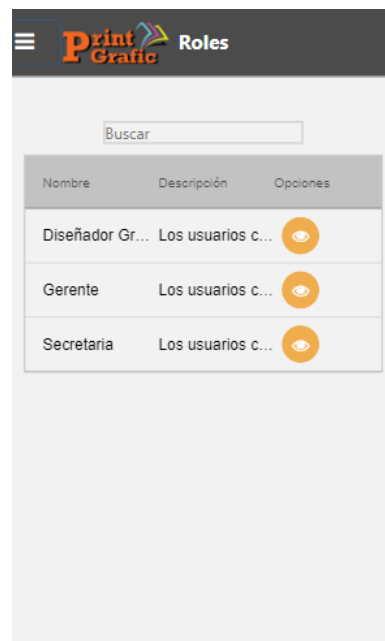 Print
Grafic
Roles
Buscar
Nombre Descripción Opciones
Diseñador Gr... Los usuarios c...
Gerente Los usuarios c...
Secretaria Los usuarios c...